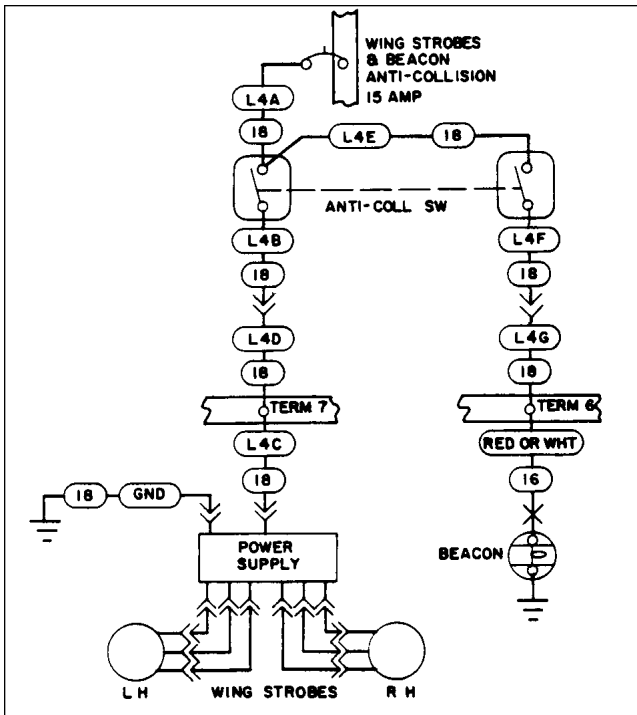 WING STROBES
& BEACON
ANTI-COLLISION
15 AMP
L4A
18
L4E
18
ANTI-COLL SW
L4B
L4F
18
18
L4D
L4G
18
18
TERM 7
TERM 6
L4C
RED OR WHT
18
GND
18
16
POWER
SUPPLY
BEACON
L H
WING STROBES
R H